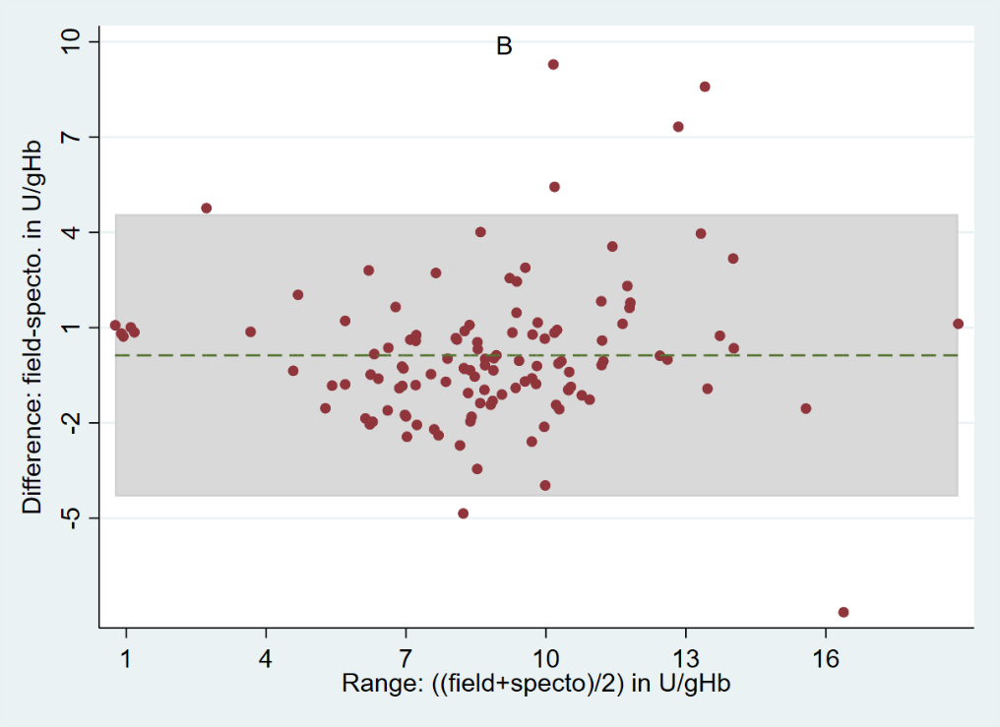 B
10
7
4
1
-2
-5
Difference: field-specto. in U/gHb
1 4 7 10 13 16
Range: ((field+specto)/2) in U/gHb